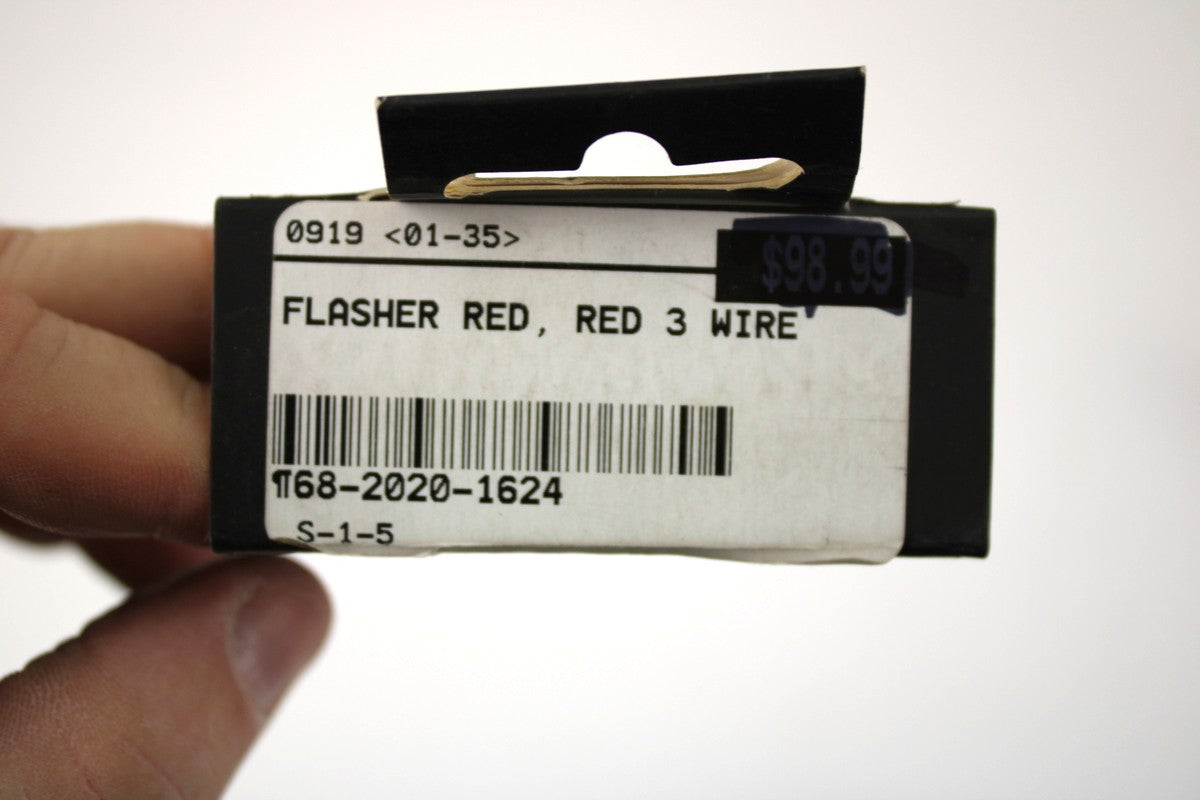 0919 <01-35>
$98.99
FLASHER RED, RED 3 WIRE
¶68-2020-1624
S-1-5